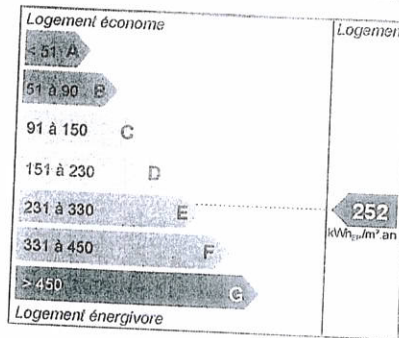 Logement économe
Logemen
< 51 A
51 à 90 B
91 à 150 C
151 à 230 D
231 à 330 E
252
kWhEP/m².an
331 à 450 F
> 450 G
Logement énergivore